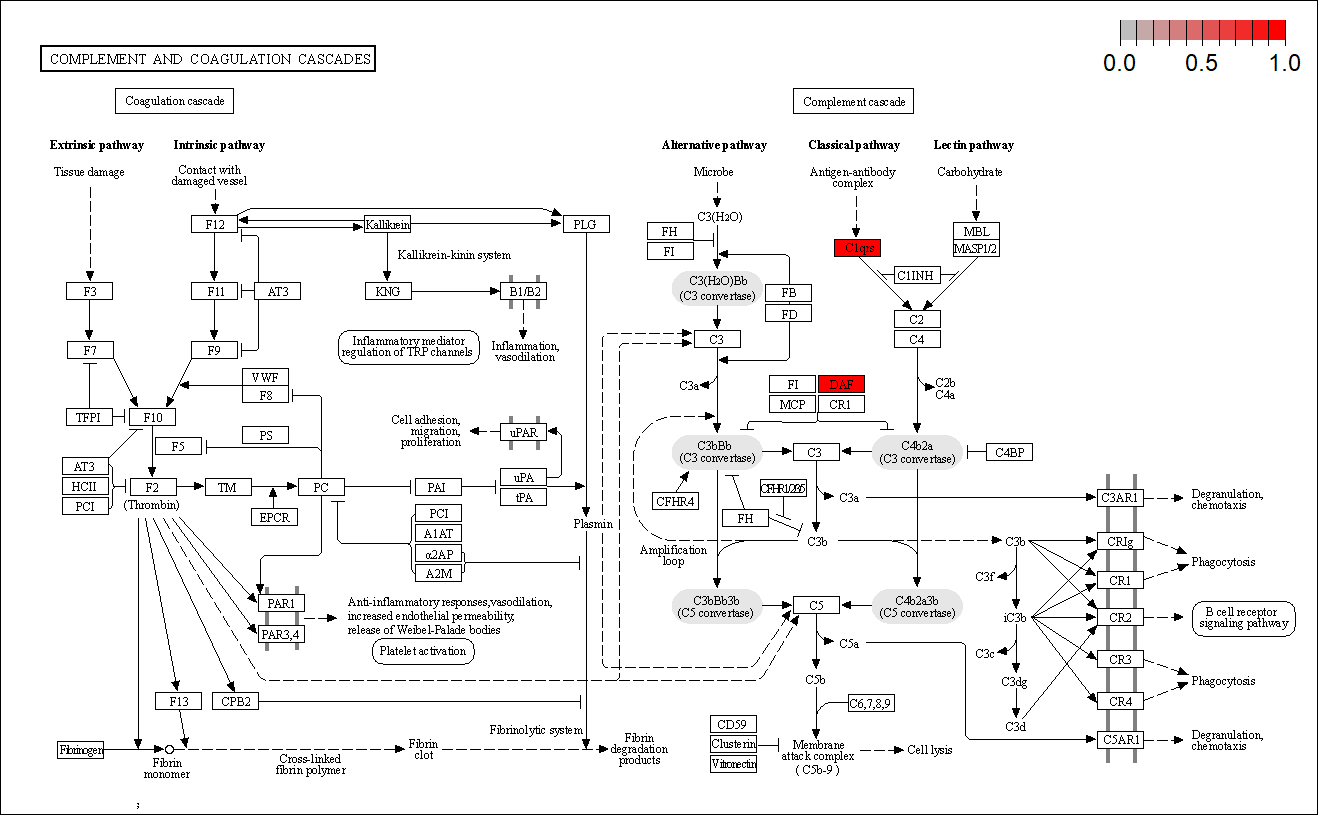 COMPLEMENT AND COAGULATION CASCADES
0.0 0.5 1.0
Coagulation cascade
Complement cascade
Extrinsic pathway
Intrinsic pathway
Alternative pathway
Classical pathway
Lectin pathway
Tissue damage
Contact with
damaged vessel
Microbe
Antigen-antibody
complex
Carbohydrate
F12
Kallikrein
PLG
C3(H2O)
FH
FI
C1qrs
MBL
MASP1/2
Kallikrein-kinin system
C1INH
F3
F11
AT3
KNG
B1/B2
C3(H2O)Bb
(C3 convertase)
FB
FD
C2
C4
F7
F9
Inflammatory mediator
regulation of TRP channels
Inflammation,
vasodilation
C3
VWF
F8
C3a
FI
DAF
MCP
CR1
C2b
C4a
TFPI
F10
F5
PS
Cell adhesion,
migration,
proliferation
uPAR
C3bBb
(C3 convertase)
C3
C4b2a
(C3 convertase)
C4BP
AT3
HCII
PCI
F2
(Thrombin)
TM
PC
PAI
uPA
tPA
EPCR
PCI
A1AT
α2AP
A2M
Plasmin
CFHR4
FH
C3a
C3b
Amplification
loop
C3b
C3f
iC3b
C3c
C3dg
C3d
C3AR1
CRIg
CR1
CR2
CR3
CR4
C5AR1
Degranulation,
chemotaxis
Phagocytosis
B cell receptor
signaling pathway
Phagocytosis
Degranulation,
chemotaxis
PAR1
PAR3,4
Anti-inflammatory responses,vasodilation,
increased endothelial permeability,
release of Weibel-Palade bodies
Platelet activation
C3bBb3b
(C5 convertase)
C5
C4b2a3b
(C5 convertase)
C5a
C5b
F13
CPB2
C6,7,8,9
Fibrinolytic system
CD59
Clusterin
Vitronectin
Membrane
attack complex
( C5b-9 )
Cell lysis
Fibrinogen
Fibrin
monomer
Cross-linked
fibrin polymer
Fibrin
clot
Fibrin
degradation
products
;